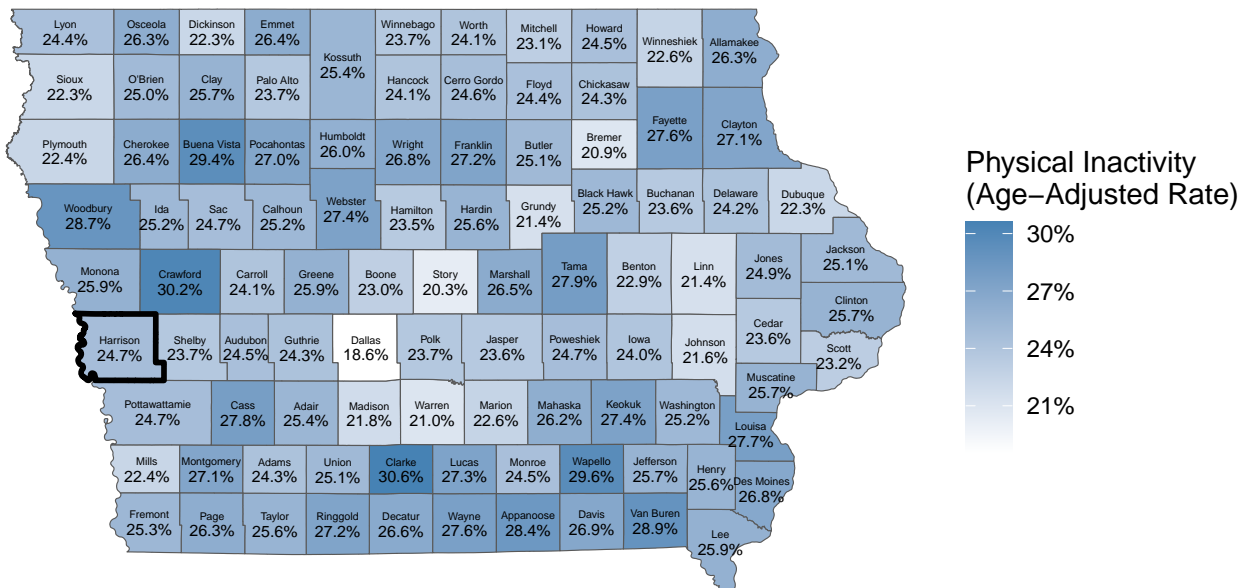 Lyon
24.4%
Osceola
26.3%
Dickinson
22.3%
Emmet
26.4%
Kossuth
25.4%
Winnebago
23.7%
Worth
24.1%
Mitchell
23.1%
Howard
24.5%
Winneshiek
22.6%
Allamakee
26.3%
Sioux
22.3%
O'Brien
25.0%
Clay
25.7%
Palo Alto
23.7%
Hancock
24.1%
Cerro Gordo
24.6%
Floyd
24.4%
Chickasaw
24.3%
Fayette
27.6%
Clayton
27.1%
Plymouth
22.4%
Cherokee
26.4%
Buena Vista
29.4%
Pocahontas
27.0%
Humboldt
26.0%
Wright
26.8%
Franklin
27.2%
Butler
25.1%
Bremer
20.9%
Woodbury
28.7%
Ida
25.2%
Sac
24.7%
Calhoun
25.2%
Webster
27.4%
Hamilton
23.5%
Hardin
25.6%
Grundy
21.4%
Black Hawk
25.2%
Buchanan
23.6%
Delaware
24.2%
Dubuque
22.3%
Monona
25.9%
Crawford
30.2%
Carroll
24.1%
Greene
25.9%
Boone
23.0%
Story
20.3%
Marshall
26.5%
Tama
27.9%
Benton
22.9%
Linn
21.4%
Jones
24.9%
Jackson
25.1%
Clinton
25.7%
Harrison
24.7%
Shelby
23.7%
Audubon
24.5%
Guthrie
24.3%
Dallas
18.6%
Polk
23.7%
Jasper
23.6%
Poweshiek
24.7%
Iowa
24.0%
Johnson
21.6%
Cedar
23.6%
Scott
23.2%
Muscatine
25.7%
Pottawattamie
24.7%
Cass
27.8%
Adair
25.4%
Madison
21.8%
Warren
21.0%
Marion
22.6%
Mahaska
26.2%
Keokuk
27.4%
Washington
25.2%
Louisa
27.7%
Mills
22.4%
Montgomery
27.1%
Adams
24.3%
Union
25.1%
Clarke
30.6%
Lucas
27.3%
Monroe
24.5%
Wapello
29.6%
Jefferson
25.7%
Henry
25.6%
Des Moines
26.8%
Fremont
25.3%
Page
26.3%
Taylor
25.6%
Ringgold
27.2%
Decatur
26.6%
Wayne
27.6%
Appanoose
28.4%
Davis
26.9%
Van Buren
28.9%
Lee
25.9%
Physical Inactivity
(Age−Adjusted Rate)
30%
27%
24%
21%